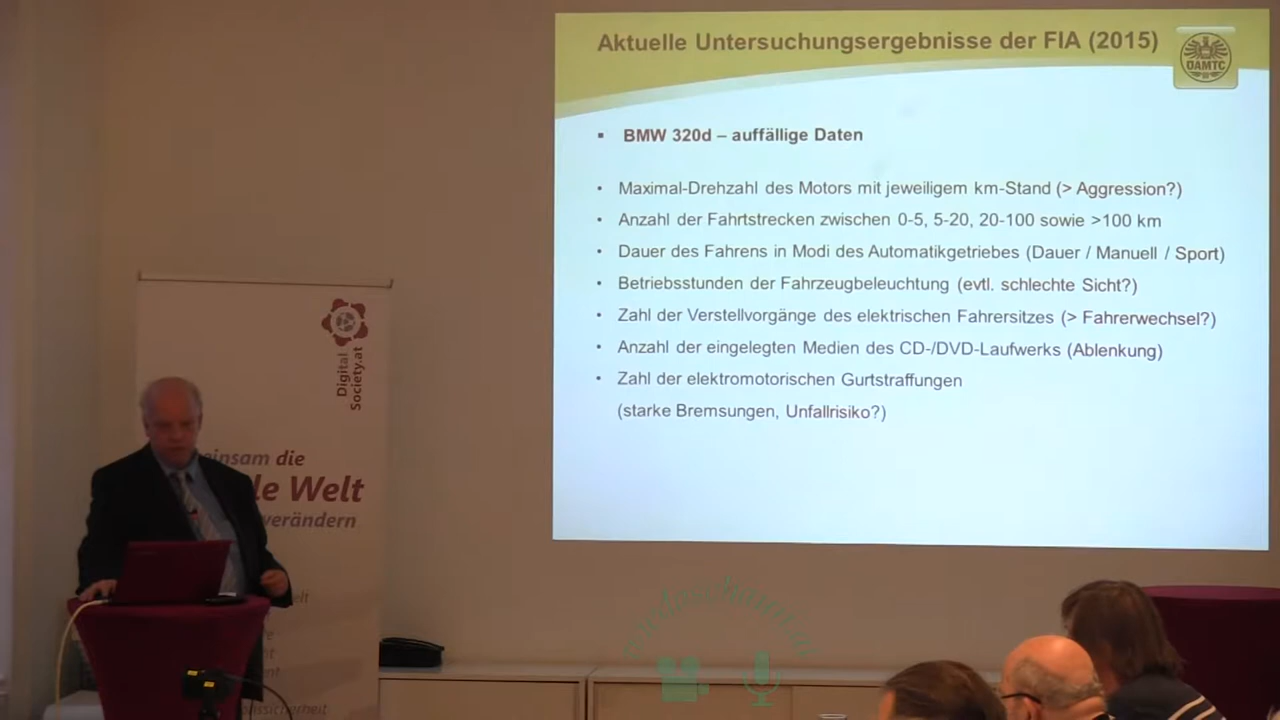 Aktuelle Untersuchungsergebnisse der FIA (2015)
ÖAMTC
▪ BMW 320d – auffällige Daten
• Maximal-Drehzahl des Motors mit jeweiligem km-Stand (> Aggression?)
• Anzahl der Fahrtstrecken zwischen 0-5, 5-20, 20-100 sowie >100 km
• Dauer des Fahrens in Modi des Automatikgetriebes (Dauer / Manuell / Sport)
• Betriebsstunden der Fahrzeugbeleuchtung (evtl. schlechte Sicht?)
• Zahl der Verstellvorgänge des elektrischen Fahrersitzes (> Fahrerwechsel?)
• Anzahl der eingelegten Medien des CD-/DVD-Laufwerks (Ablenkung)
• Zahl der elektromotorischen Gurtstraffungen
(starke Bremsungen, Unfallrisiko?)
Digital
Society.at
einsam die
le Welt
verändern